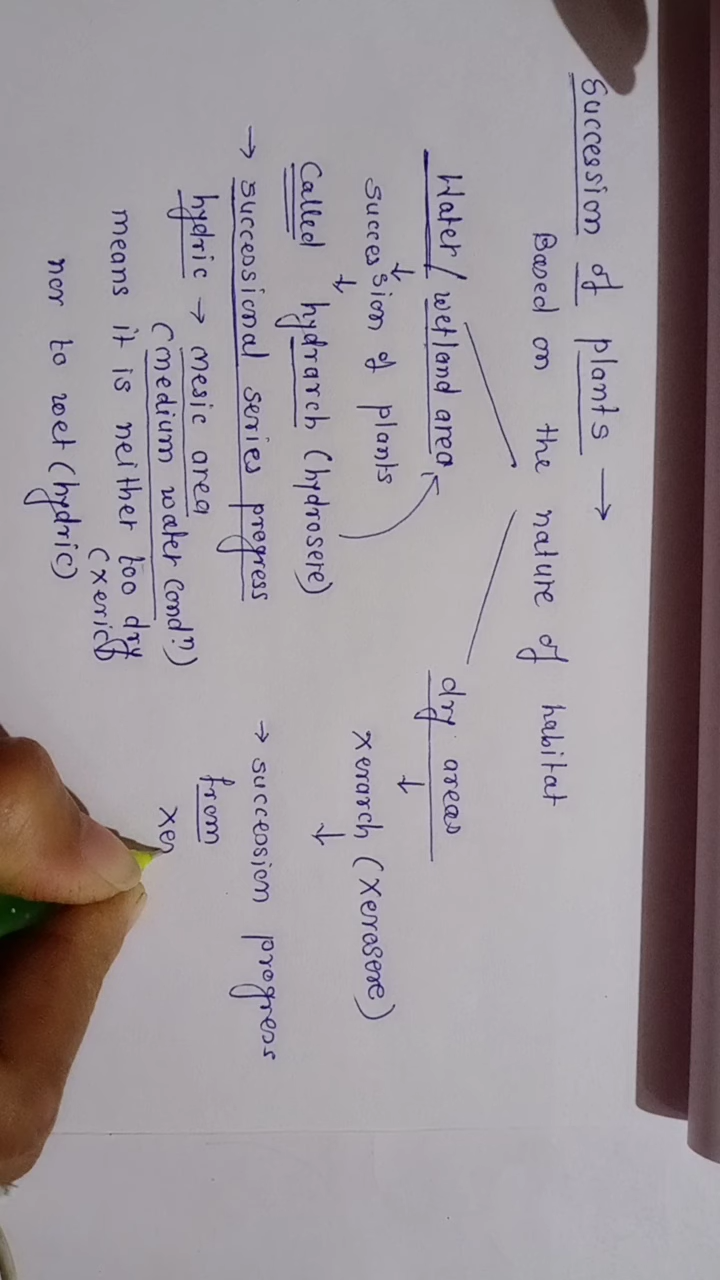 Succession of plants →
Based on the nature of habitat
Water/wetland area
↓
succession of plants
↓
Called hydrarch (hydrosere)
→ successional series progress
hydric → mesic area
(medium water condⁿ)
means it is neither too dry
(xeric)
nor to wet (hydric)
dry areas
↓
xerarch (xerosere)
↓
→ succession progress
from
xer